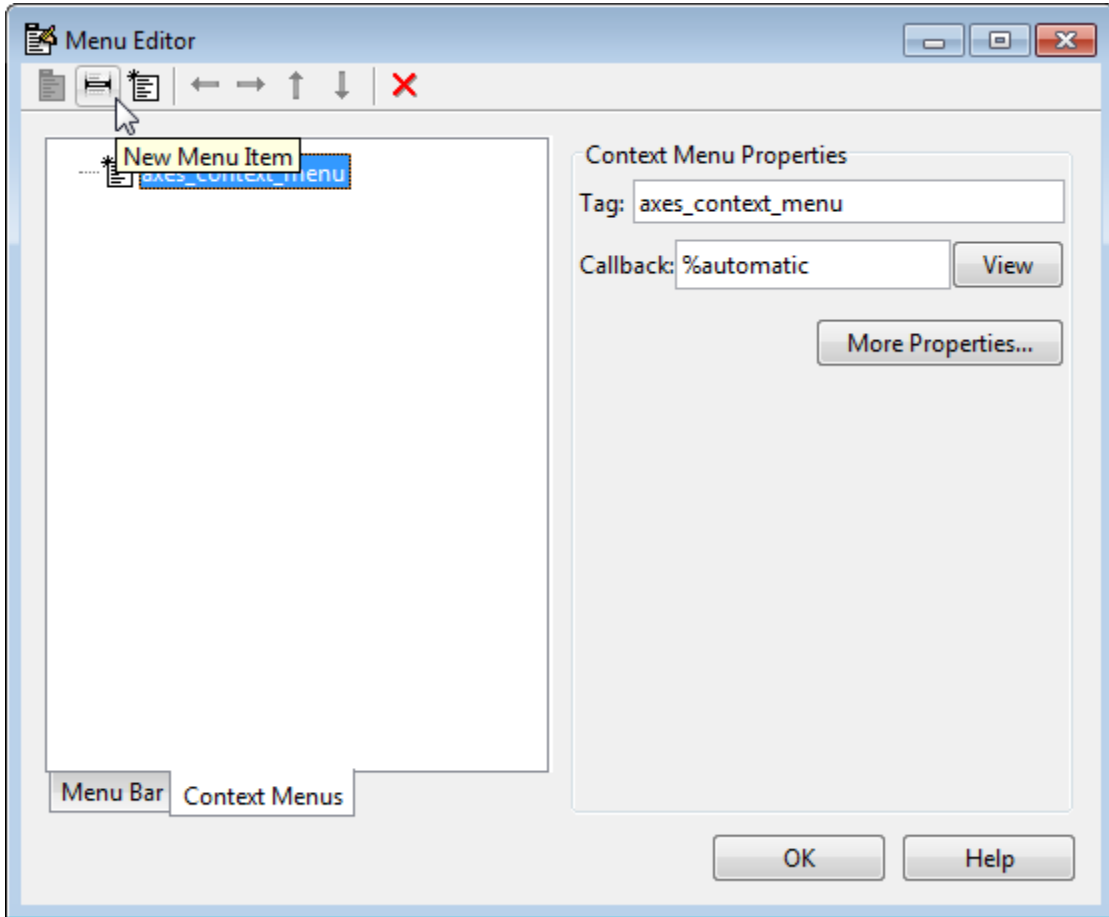 Menu Editor
New Menu Item
axes_context_menu
Context Menu Properties
Tag: axes_context_menu
Callback: %automatic View
More Properties...
Menu Bar Context Menus
OK Help